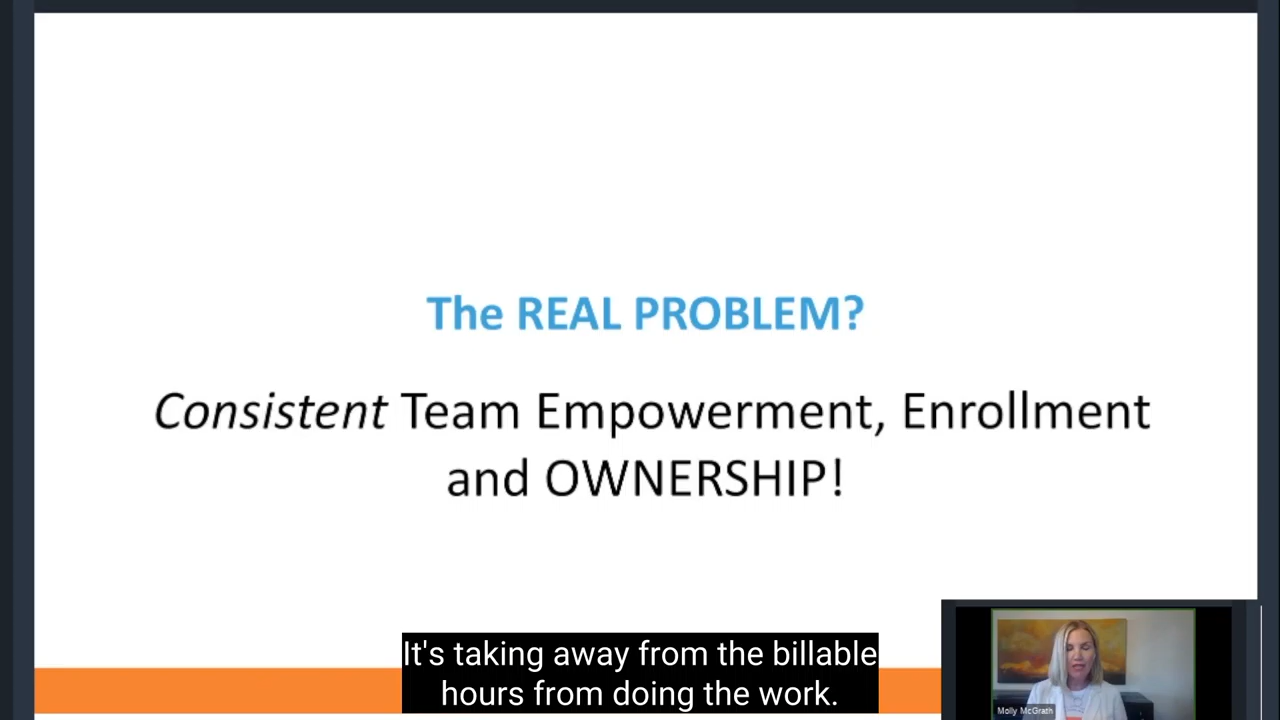 The REAL PROBLEM?
Consistent Team Empowerment, Enrollment
and OWNERSHIP!
It's taking away from the billable
hours from doing the work.
Molly McGrath